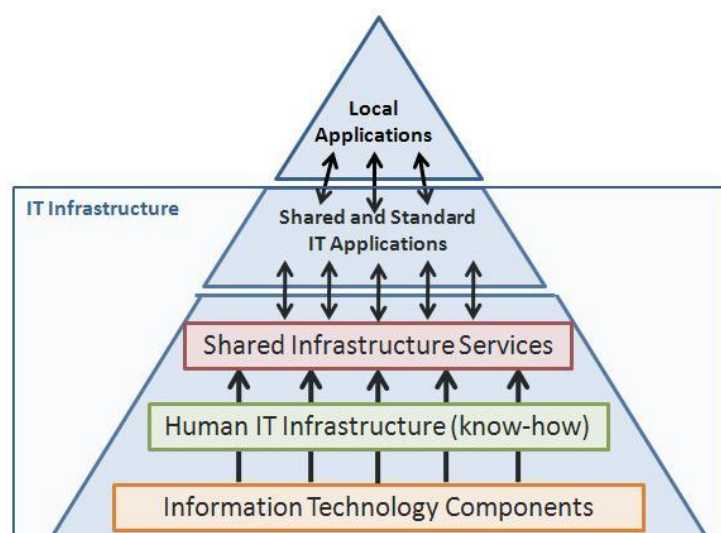 Local
Applications
IT Infrastructure
Shared and Standard
IT Applications
Shared Infrastructure Services
Human IT Infrastructure (know-how)
Information Technology Components